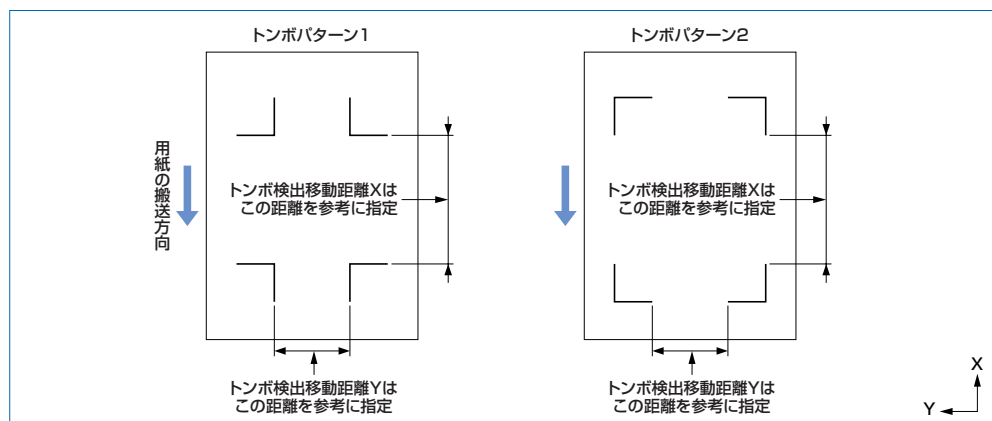 トンボパターン1
トンボパターン2
用紙の搬送方向
トンボ検出移動距離Xは
この距離を参考に指定
トンボ検出移動距離Xは
この距離を参考に指定
トンボ検出移動距離Yは
この距離を参考に指定
トンボ検出移動距離Yは
この距離を参考に指定
X
Y